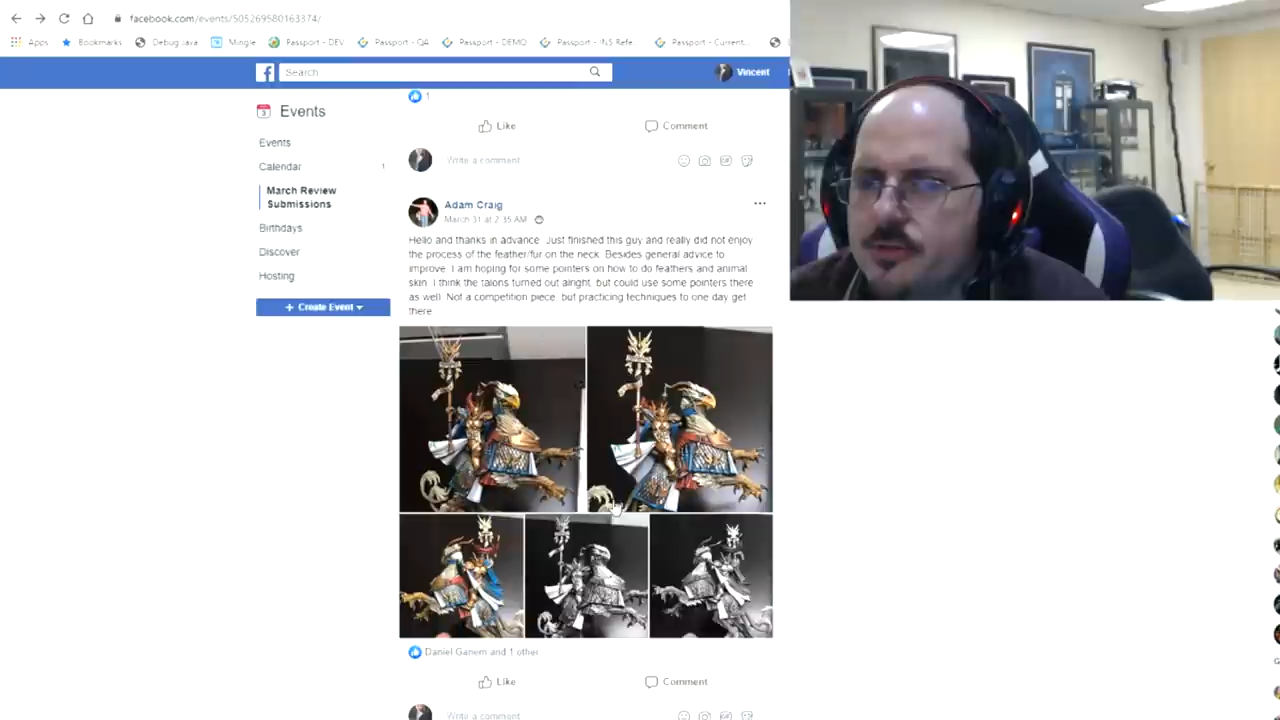 facebook.com/events/505269580163374/
Apps Bookmarks Debug Java Mingle Passport - DEV Passport - QA Passport - DEMO Passport - INS Refe... Passport - Current...
Search
Vincent
Events
Events
Calendar 1
March Review
Submissions
Birthdays
Discover
Hosting
+ Create Event
1
Like Comment
Write a comment
Adam Craig
March 31 at 2:35 AM
Hello and thanks in advance. Just finished this guy and really did not enjoy
the process of the feather/fur on the neck. Besides general advice to
improve. I am hoping for some pointers on how to do feathers and animal
skin. I think the talons turned out alright, but could use some pointers there
as well. Not a competition piece, but practicing techniques to one day get
there
Daniel Ganem and 1 other
Like Comment
Write a comment